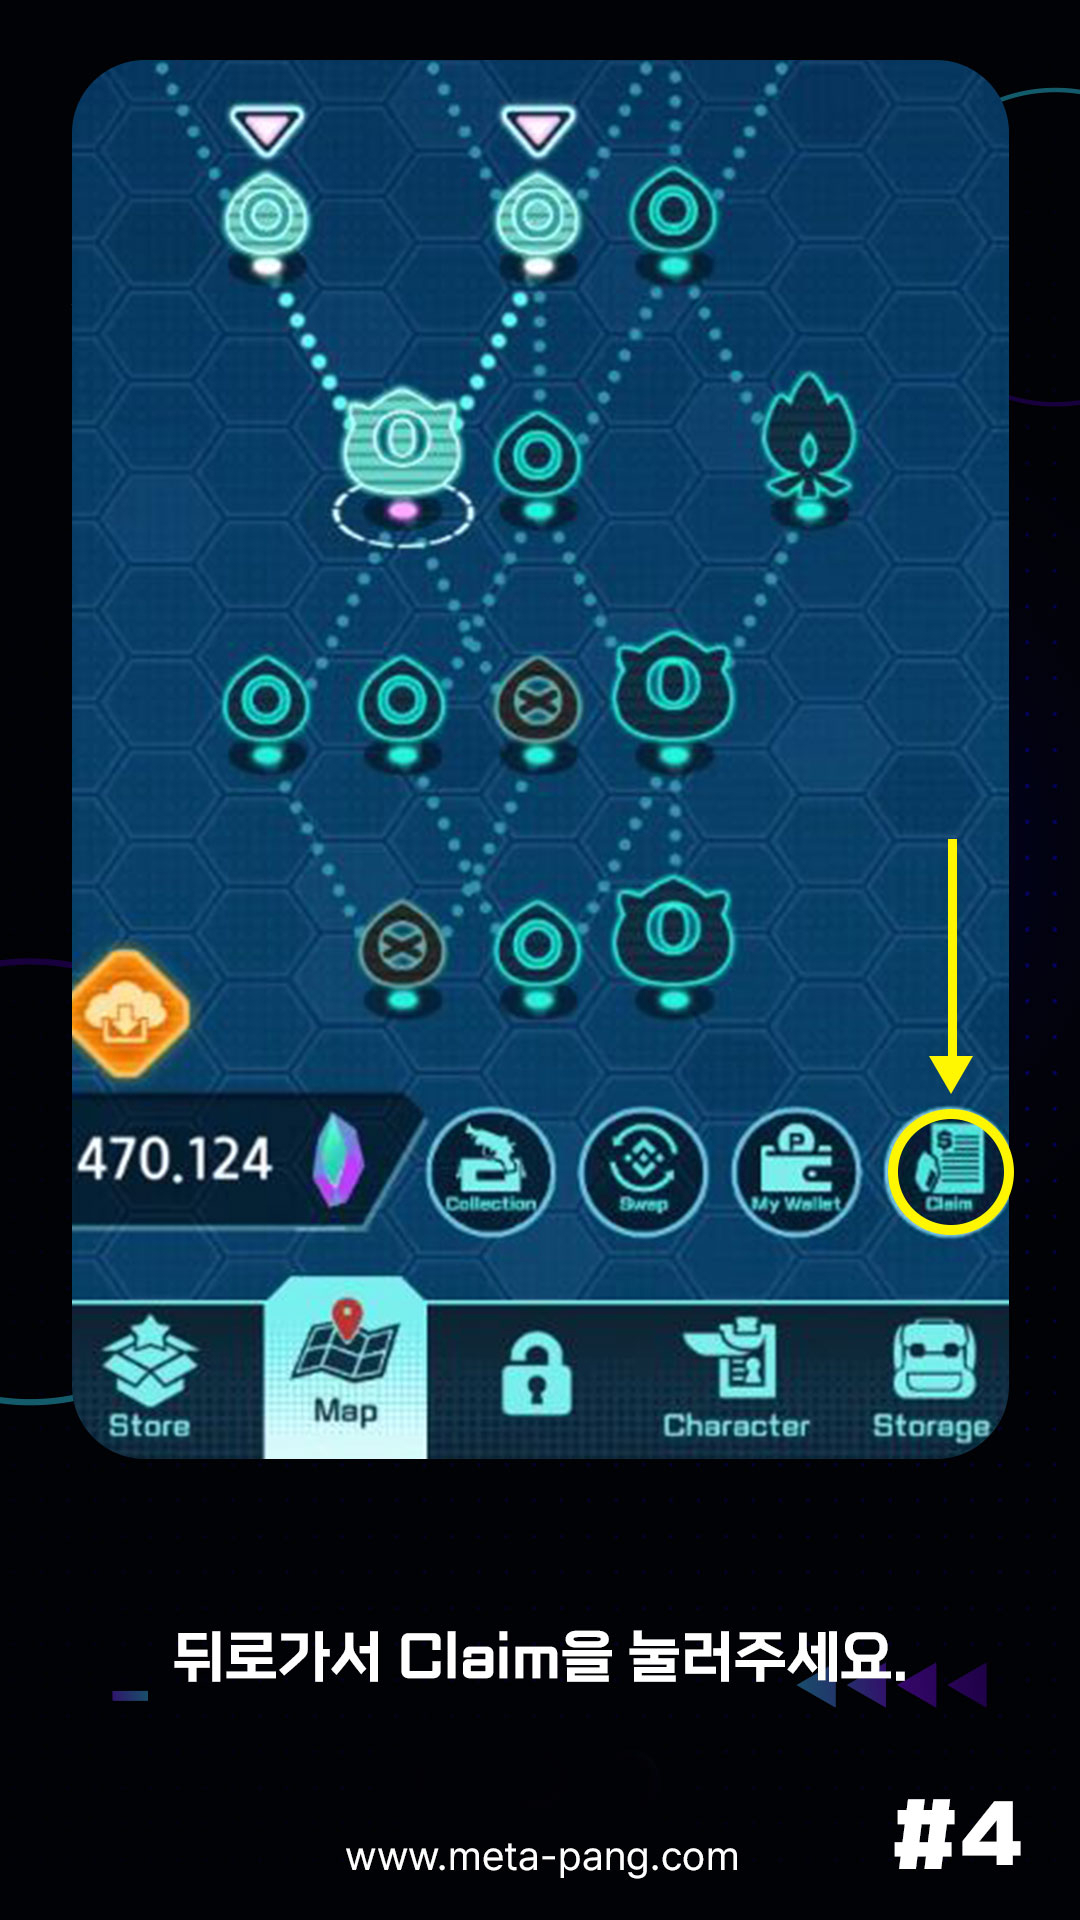 470.124
Collection
Swap
My Wallet
Claim
Store
Map
Character
Storage
뒤로가서 Claim을 눌러주세요.
#4
www.meta-pang.com